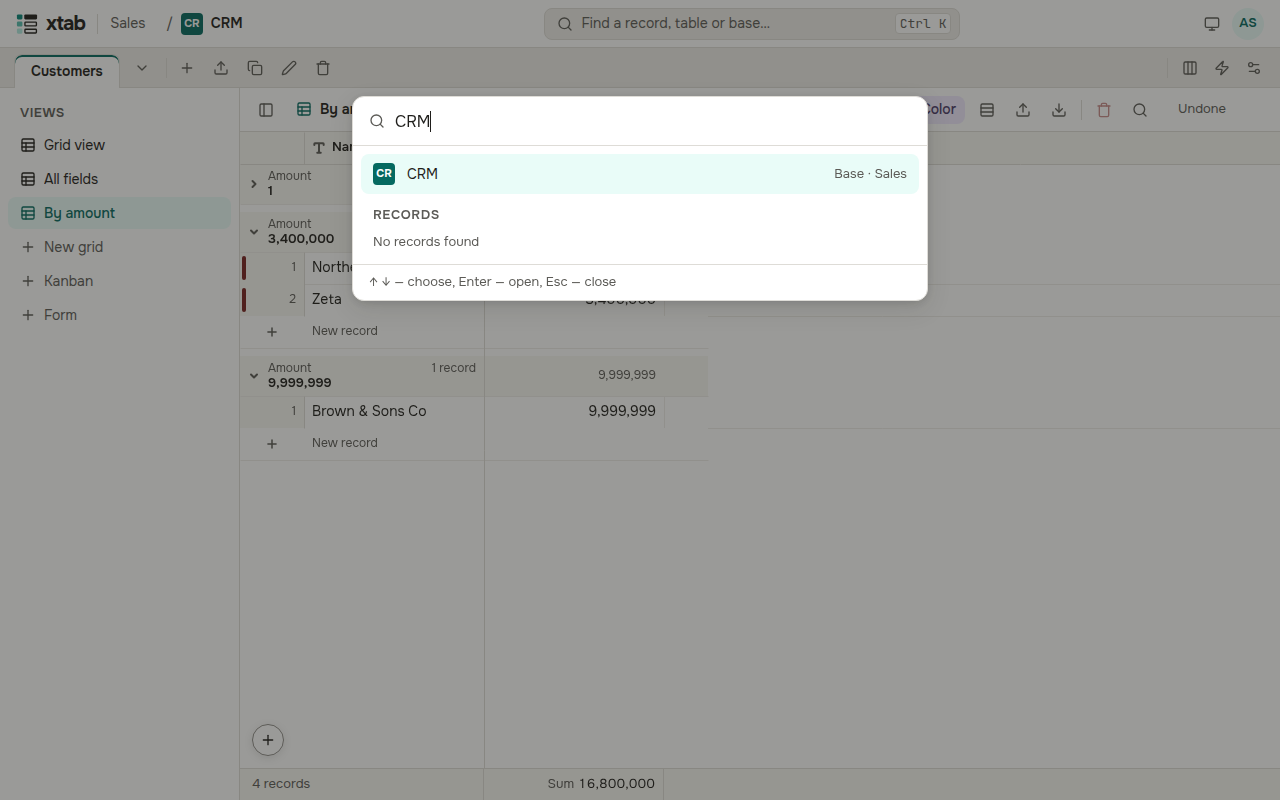 xtab
Sales / CR CRM
Find a record, table or base... Ctrl K
AS
Customers
VIEWS
Grid view
All fields
By amount
New grid
Kanban
Form
Color
Undone
CRM
CR CRM Base · Sales
RECORDS
No records found
↑↓ — choose, Enter — open, Esc — close
Amount
1
Amount
3,400,000
1
2 Zeta
New record
Amount 1 record 9,999,999
9,999,999
1 Brown & Sons Co 9,999,999
New record
4 records Sum 16,800,000